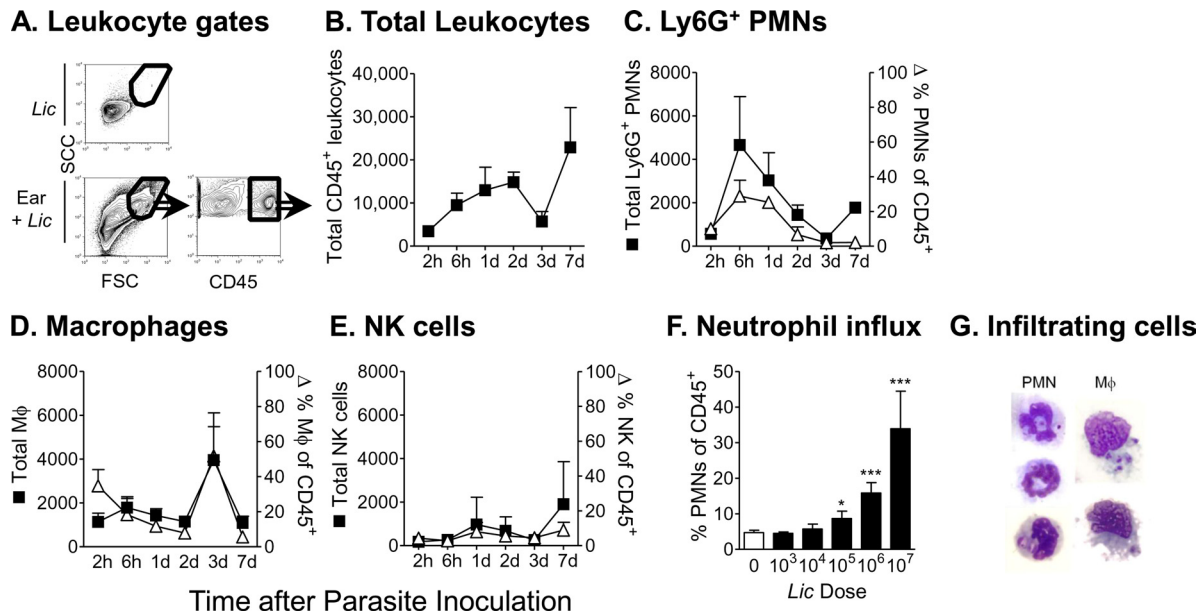 A. Leukocyte gates
Lic
SCC
Ear
+ Lic
FSC
CD45
B. Total Leukocytes
Total CD45+ leukocytes
40,000
30,000
20,000
10,000
0
2h 6h 1d 2d 3d 7d
C. Ly6G+ PMNs
■ Total Ly6G+ PMNs
8000
6000
4000
2000
0
100
80
60
40
20
0
Δ % PMNs of CD45+
2h 6h 1d 2d 3d 7d
D. Macrophages
■ Total Mϕ
8000
6000
4000
2000
0
100
80
60
40
20
0
Δ % Mϕ of CD45+
2h 6h 1d 2d 3d 7d
E. NK cells
■ Total NK cells
8000
6000
4000
2000
0
100
80
60
40
20
0
Δ % NK of CD45+
2h 6h 1d 2d 3d 7d
Time after Parasite Inoculation
F. Neutrophil influx
% PMNs of CD45+
50
40
30
20
10
0
* *** ***
0 10³ 10⁴ 10⁵ 10⁶ 10⁷
Lic Dose
G. Infiltrating cells
PMN Mϕ